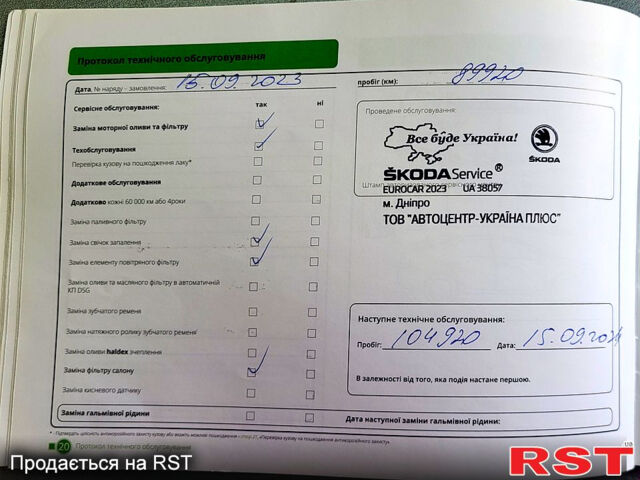 Протокол технічного обслуговування
Дата, № наряду – замовлення: 15.09.2023
пробіг (км): 89920
Сервісне обслуговування: так ні
Заміна моторної оливи та фільтру
Техобслуговування
Перевірка кузову на пошкодження лаку*
Додаткове обслуговування
Додатково кожні 60 000 км або 4роки
Заміна паливного фільтру
Заміна свічок запалення
Заміна елементу повітряного фільтру
Заміна оливи та масляного фільтру в автоматичній
КП DSG
Заміна зубчатого ременя
Заміна натяжного ролику зубчатого ременя
Заміна оливи haldex зчеплення
Заміна фільтру салону
Заміна кисневого датчику
Заміна гальмівної рідини
Проведене обслуговування:
Все буде Україна!
ŠKODA
ŠKODA Service®
EUROCAR 2023 UA 38057
м. Дніпро
ТОВ "АВТОЦЕНТР-УКРАЇНА ПЛЮС"
Наступне технічне обслуговування:
Пробіг: 104920 Дата: 15.09.2024
В залежності від того, яка подія настане першою.
Дата наступної заміни гальмівної рідини:
20 Протокол технічного обслуговування
Продається на RST
RST